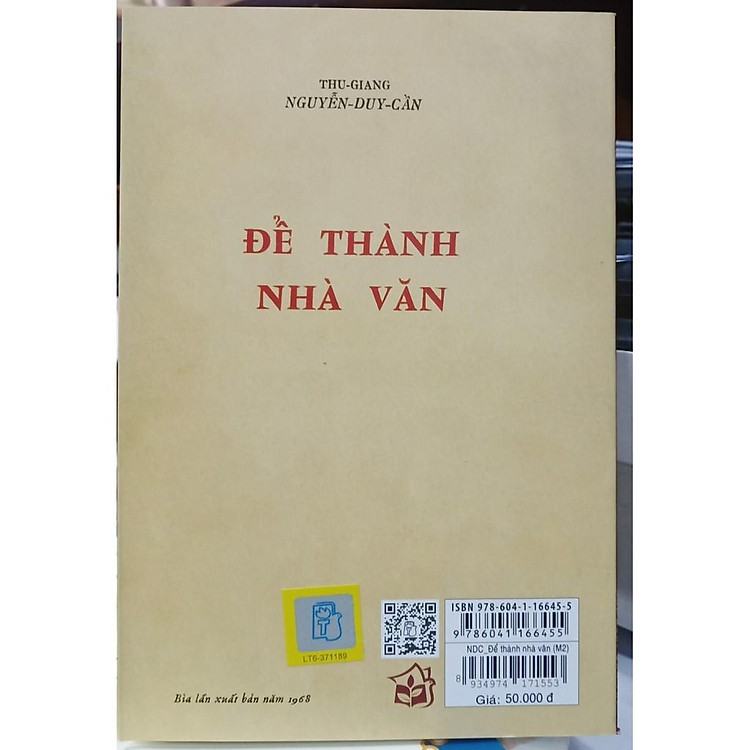 THU-GIANG
NGUYỄN-DUY-CẦN
ĐỂ THÀNH
NHÀ VĂN
LT6-371189
ISBN 978-604-1-16645-5
9 786041 166455
NDC_Để thành nhà văn (M2)
8 934974 171553
Giá: 50.000 đ
Bìa lần xuất bản năm 1968